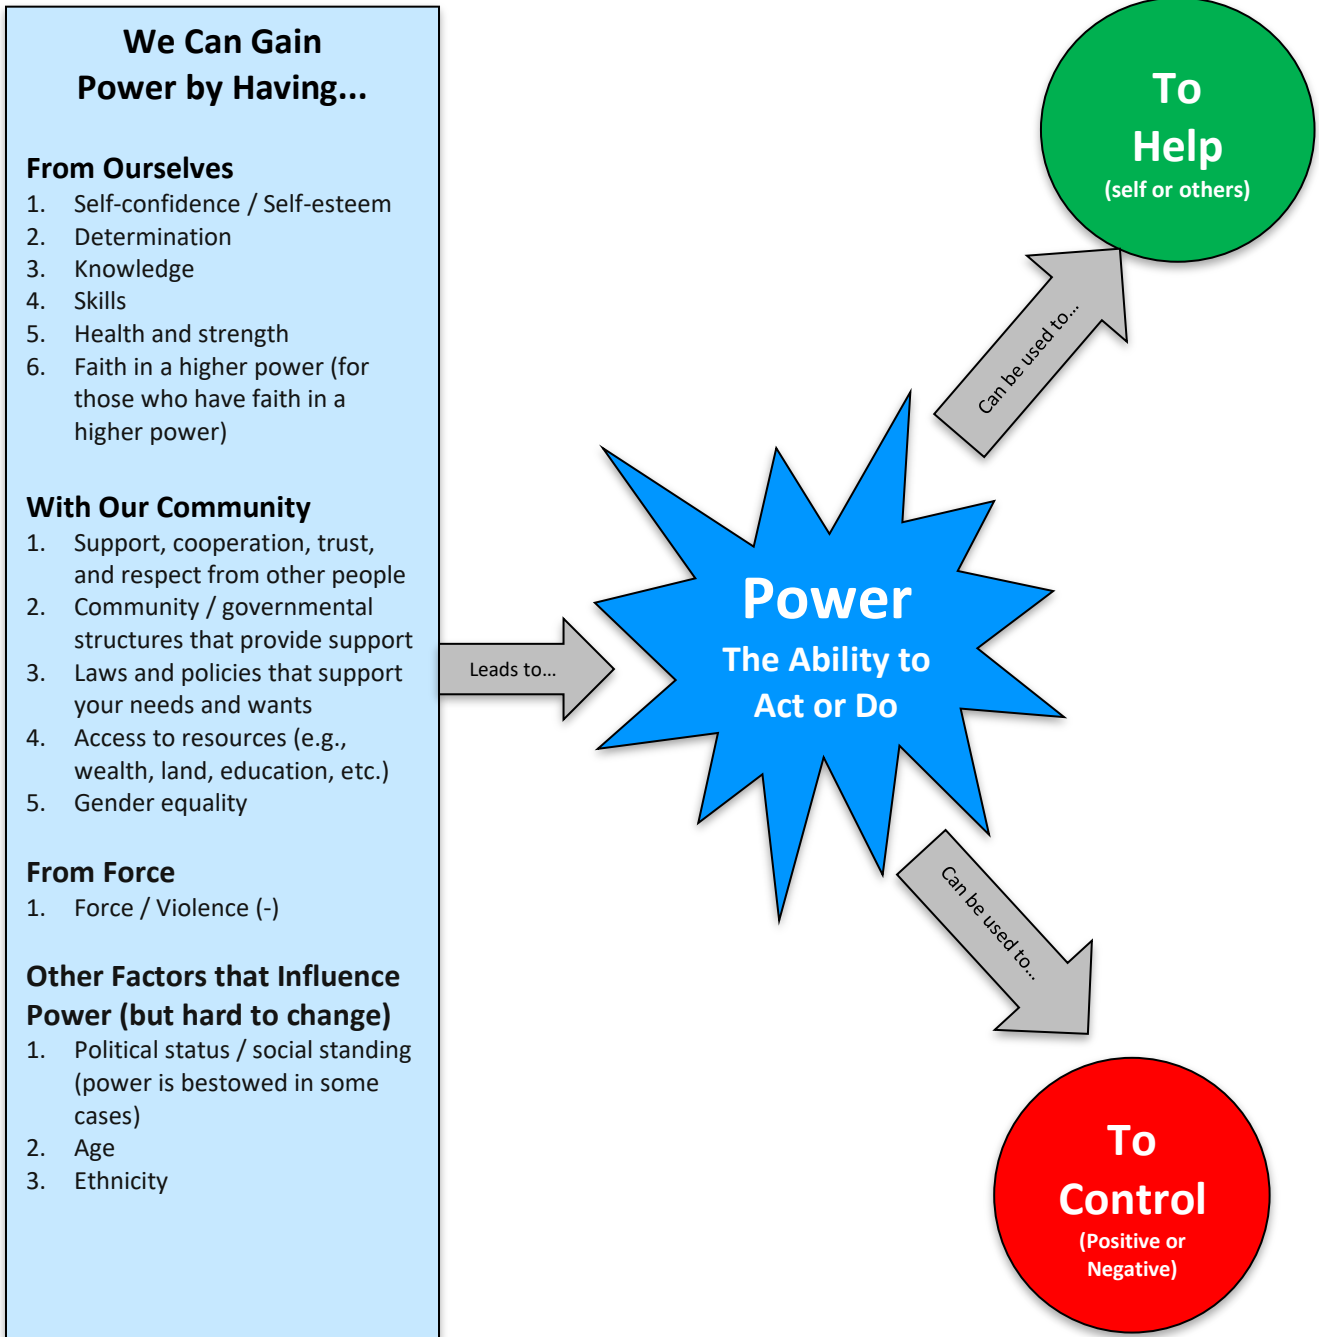 We Can Gain
Power by Having...
From Ourselves
1. Self-confidence / Self-esteem
2. Determination
3. Knowledge
4. Skills
5. Health and strength
6. Faith in a higher power (for
those who have faith in a
higher power)
With Our Community
1. Support, cooperation, trust,
and respect from other people
2. Community / governmental
structures that provide support
3. Laws and policies that support
your needs and wants
4. Access to resources (e.g.,
wealth, land, education, etc.)
5. Gender equality
From Force
1. Force / Violence (-)
Other Factors that Influence
Power (but hard to change)
1. Political status / social standing
(power is bestowed in some
cases)
2. Age
3. Ethnicity
Leads to...
Power
The Ability to
Act or Do
Can be used to...
To
Help
(self or others)
Can be used to...
To
Control
(Positive or
Negative)